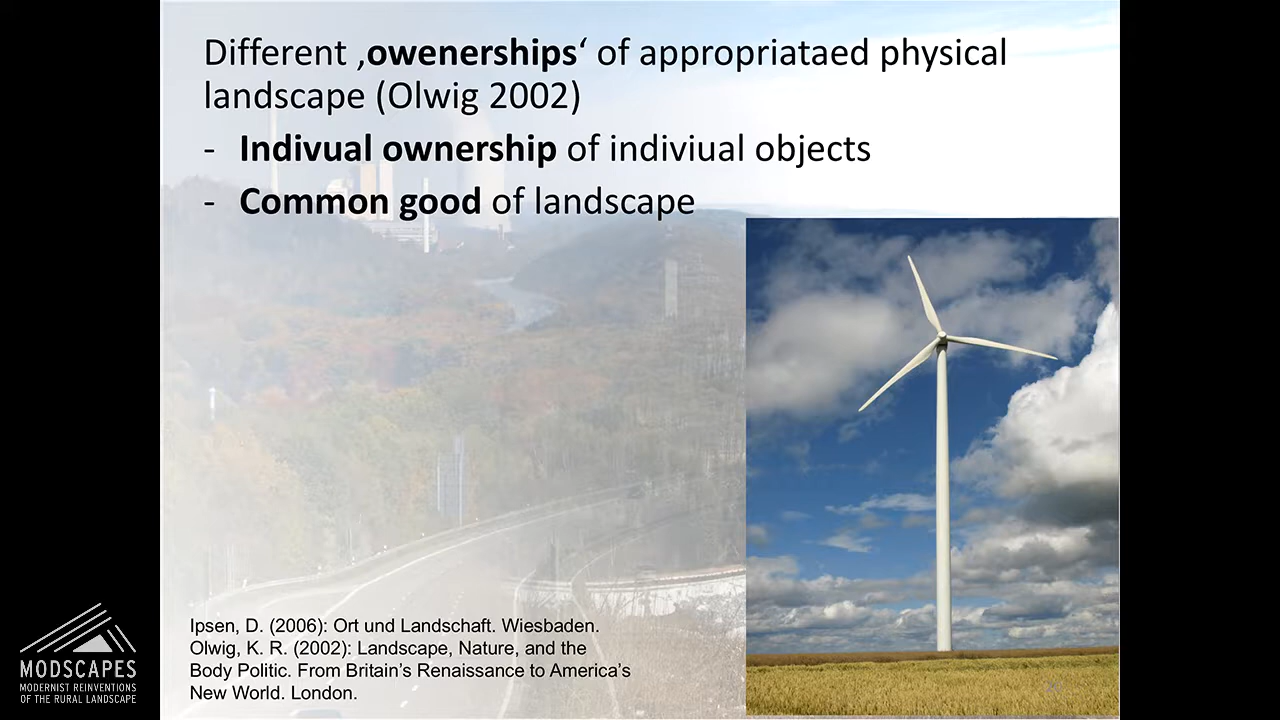 Different ‚owenerships‘ of appropriataed physical
landscape (Olwig 2002)
- Indivual ownership of indiviual objects
- Common good of landscape
Ipsen, D. (2006): Ort und Landschaft. Wiesbaden.
Olwig, K. R. (2002): Landscape, Nature, and the
Body Politic. From Britain’s Renaissance to America’s
New World. London.
MODSCAPES
MODERNIST REINVENTIONS
OF THE RURAL LANDSCAPE